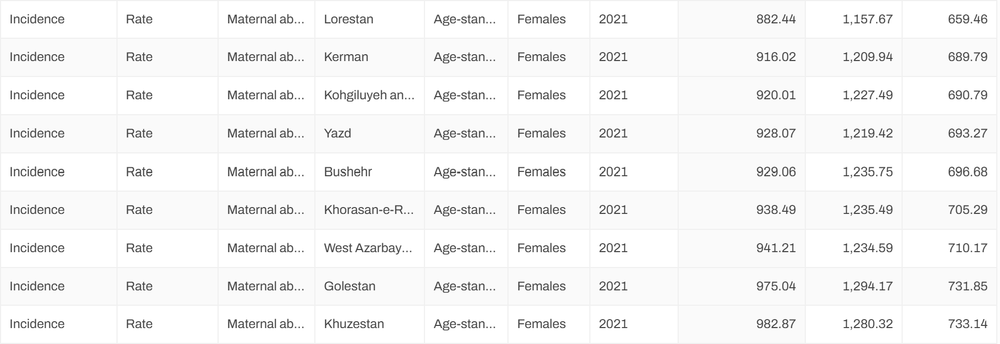 Incidence Rate Maternal ab... Lorestan Age-stan... Females 2021 882.44 1,157.67 659.46
Incidence Rate Maternal ab... Kerman Age-stan... Females 2021 916.02 1,209.94 689.79
Incidence Rate Maternal ab... Kohgiluyeh an... Age-stan... Females 2021 920.01 1,227.49 690.79
Incidence Rate Maternal ab... Yazd Age-stan... Females 2021 928.07 1,219.42 693.27
Incidence Rate Maternal ab... Bushehr Age-stan... Females 2021 929.06 1,235.75 696.68
Incidence Rate Maternal ab... Khorasan-e-R... Age-stan... Females 2021 938.49 1,235.49 705.29
Incidence Rate Maternal ab... West Azarbay... Age-stan... Females 2021 941.21 1,234.59 710.17
Incidence Rate Maternal ab... Golestan Age-stan... Females 2021 975.04 1,294.17 731.85
Incidence Rate Maternal ab... Khuzestan Age-stan... Females 2021 982.87 1,280.32 733.14